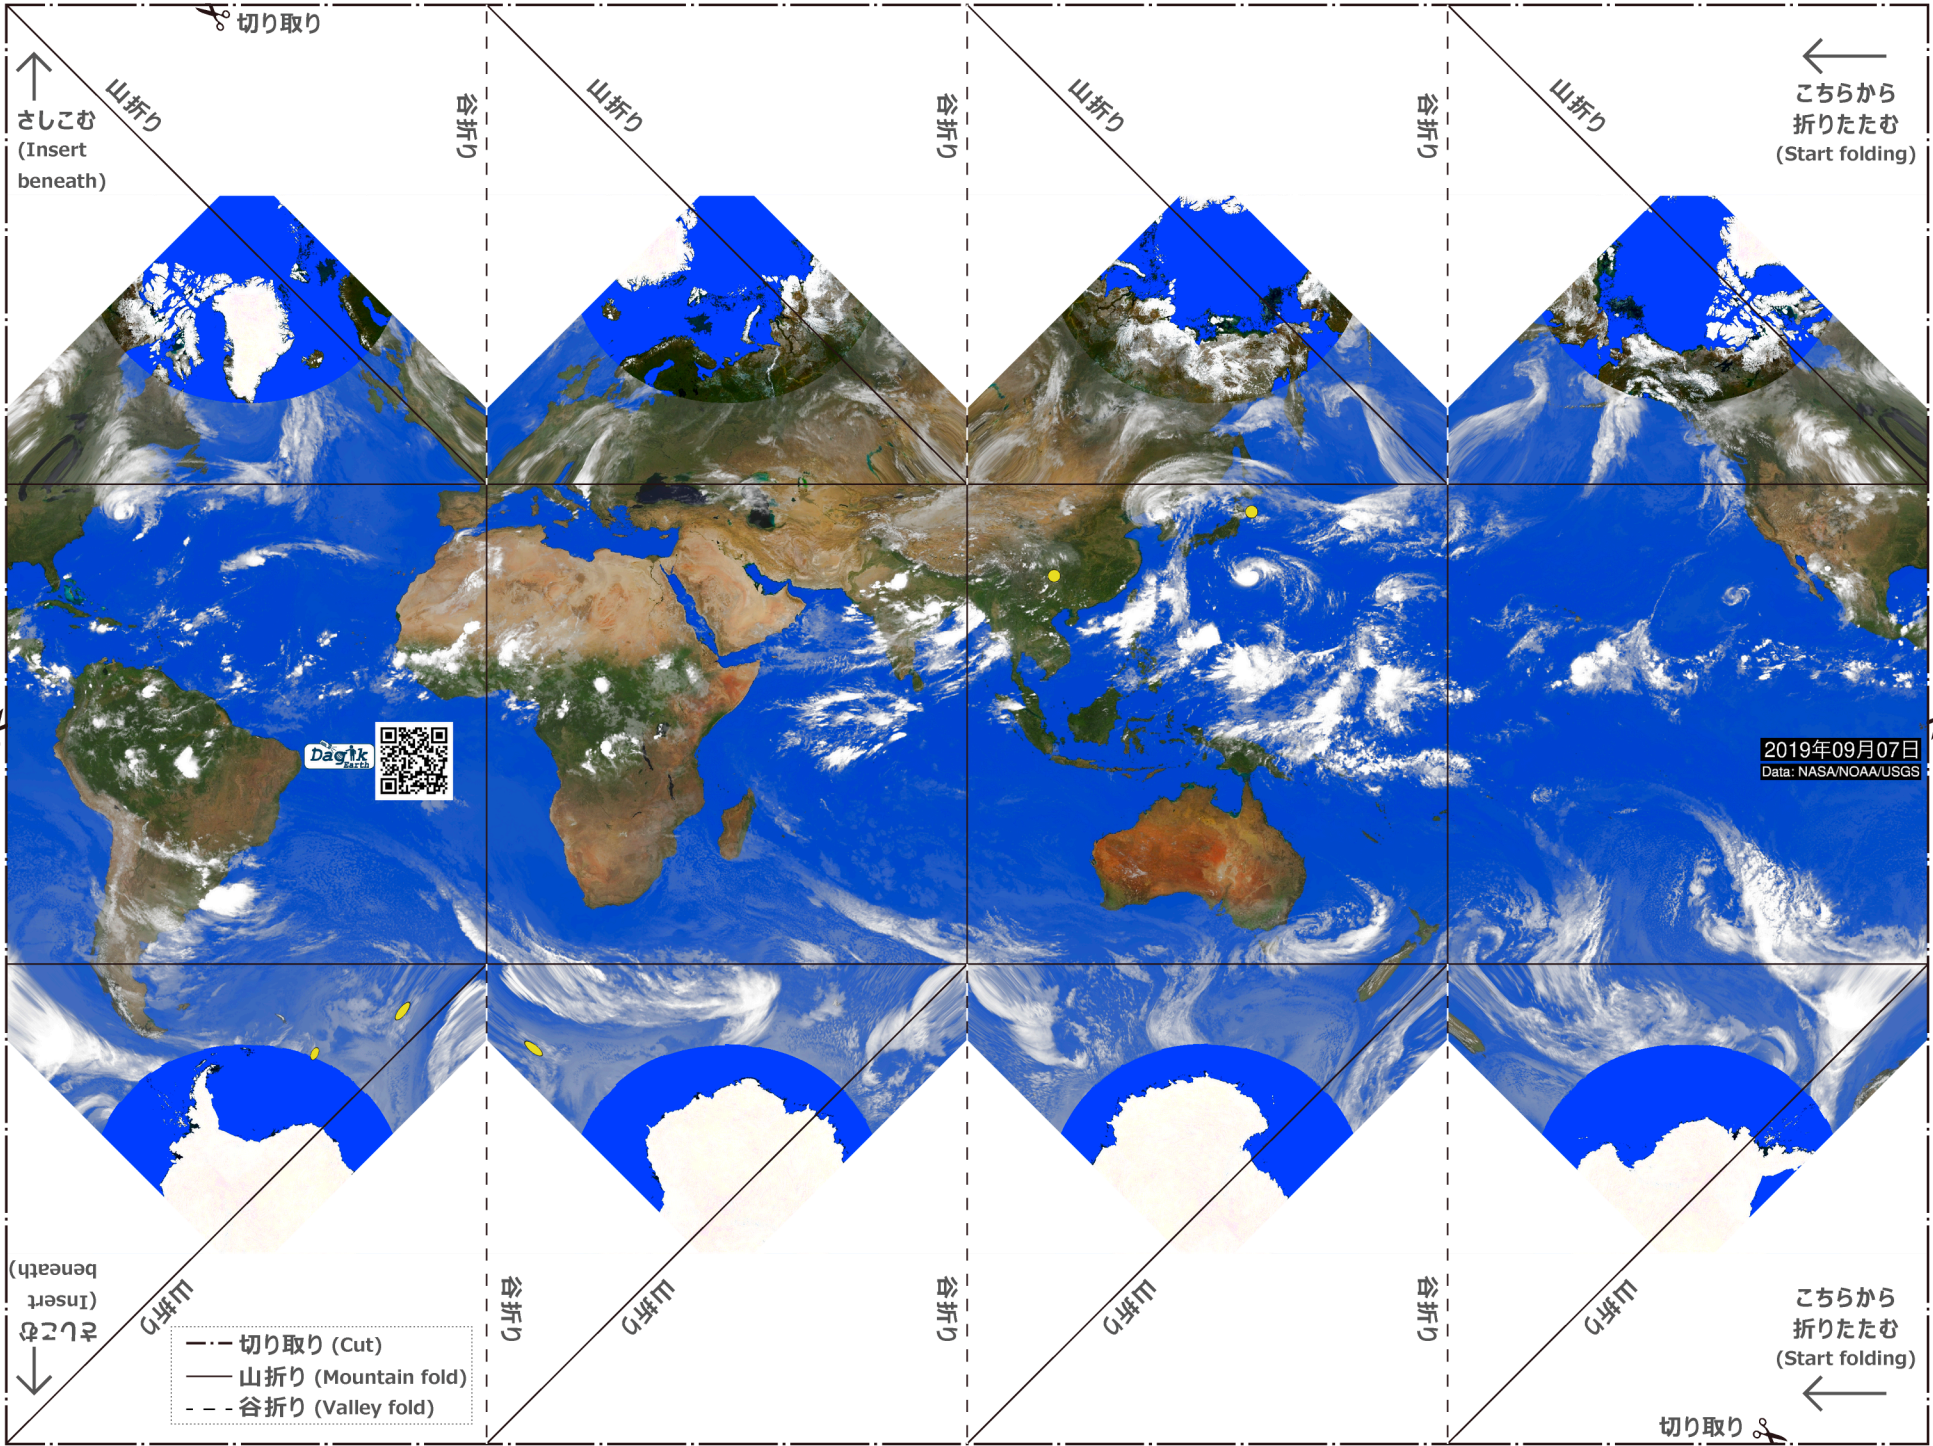 切り取り
さしこむ
(Insert
beneath)
山折り
谷折り
山折り
谷折り
山折り
谷折り
山折り
こちらから
折りたたむ
(Start folding)
Dagik
Earth
2019年09月07日
Data: NASA/NOAA/USGS
さしこむ
(Insert
beneath)
山折り
谷折り
山折り
谷折り
山折り
谷折り
山折り
こちらから
折りたたむ
(Start folding)
切り取り (Cut)
山折り (Mountain fold)
谷折り (Valley fold)
切り取り